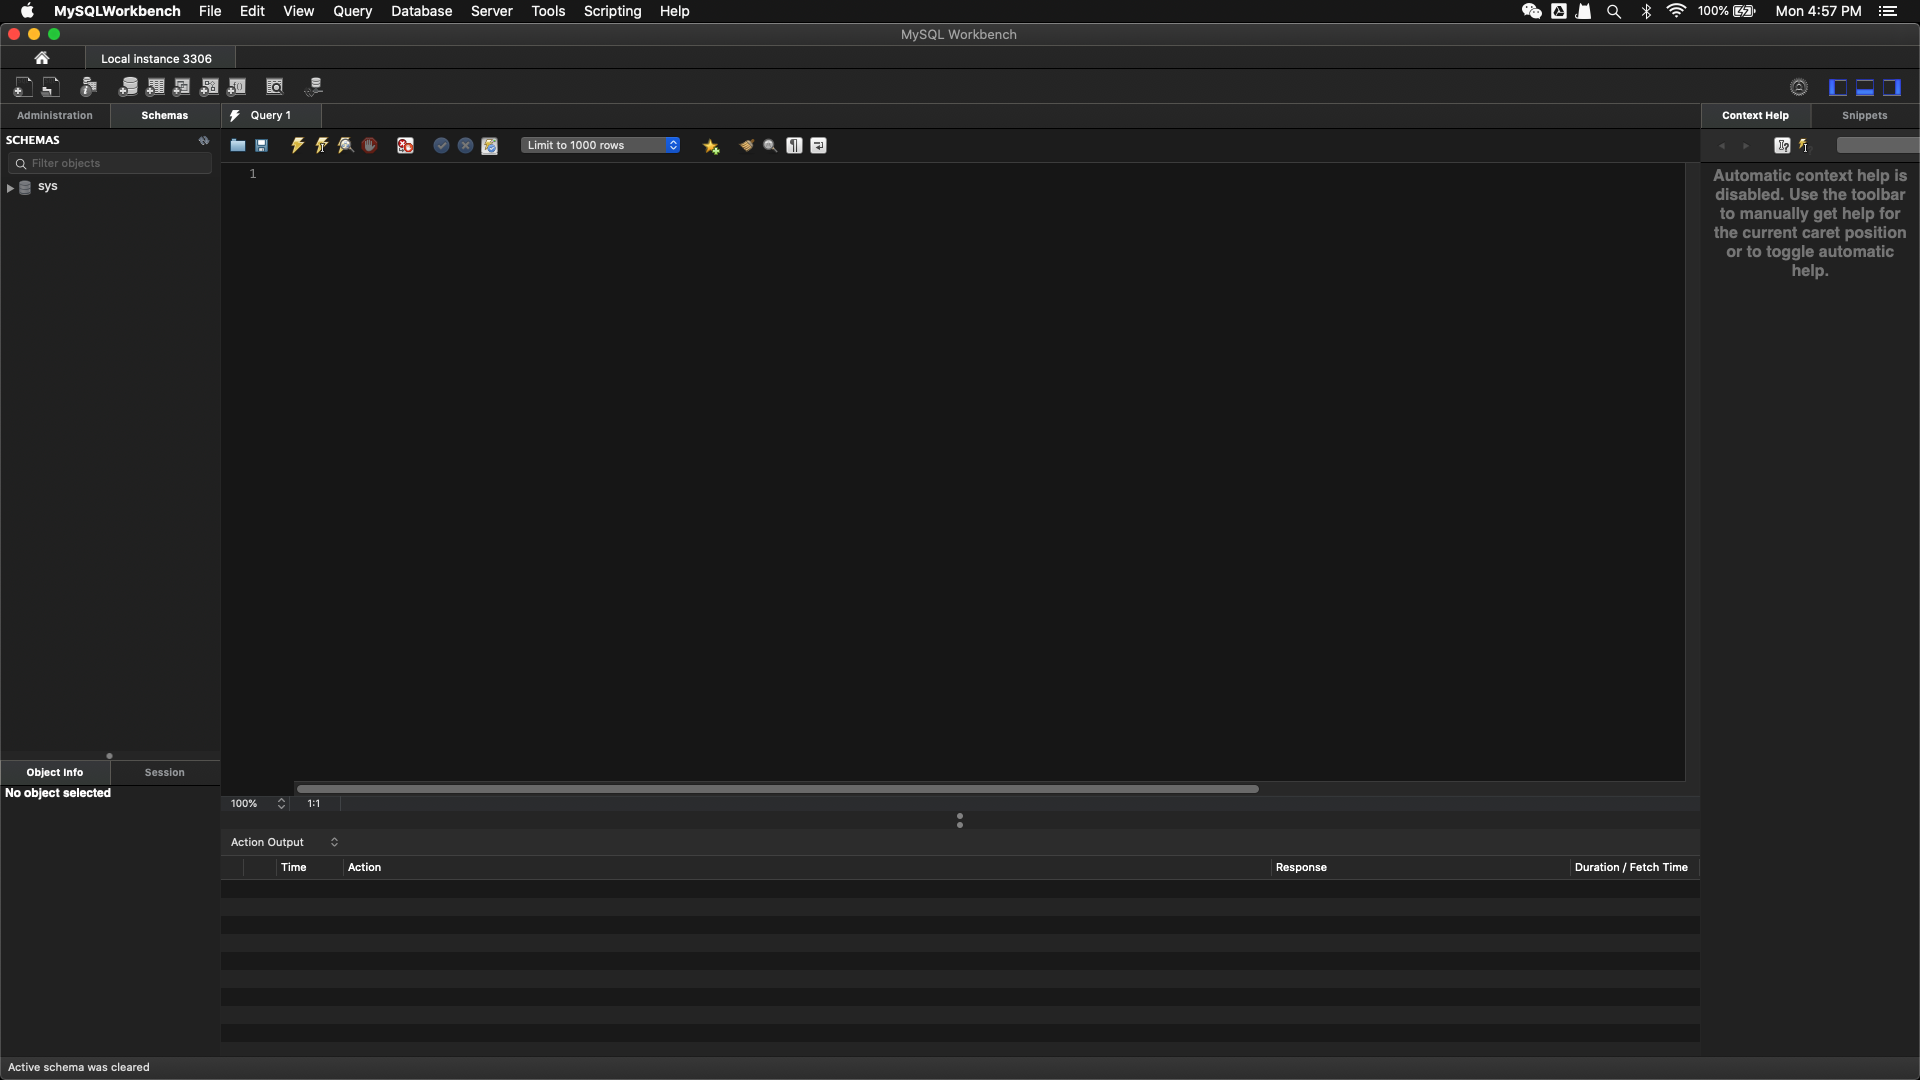 MySQLWorkbench File Edit View Query Database Server Tools Scripting Help 100% Mon 4:57 PM
MySQL Workbench
Local instance 3306
Administration Schemas Query 1 Context Help Snippets
SCHEMAS
Limit to 1000 rows
Filter objects
sys
1
Automatic context help is
disabled. Use the toolbar
to manually get help for
the current caret position
or to toggle automatic
help.
Object Info Session
No object selected
100% 1:1
Action Output
Time Action Response Duration / Fetch Time
Active schema was cleared